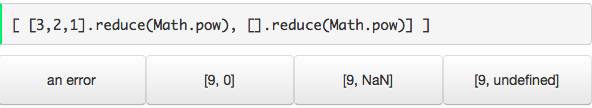 [ [3,2,1].reduce(Math.pow), [].reduce(Math.pow)] ]
an error
[9, 0]
[9, NaN]
[9, undefined]